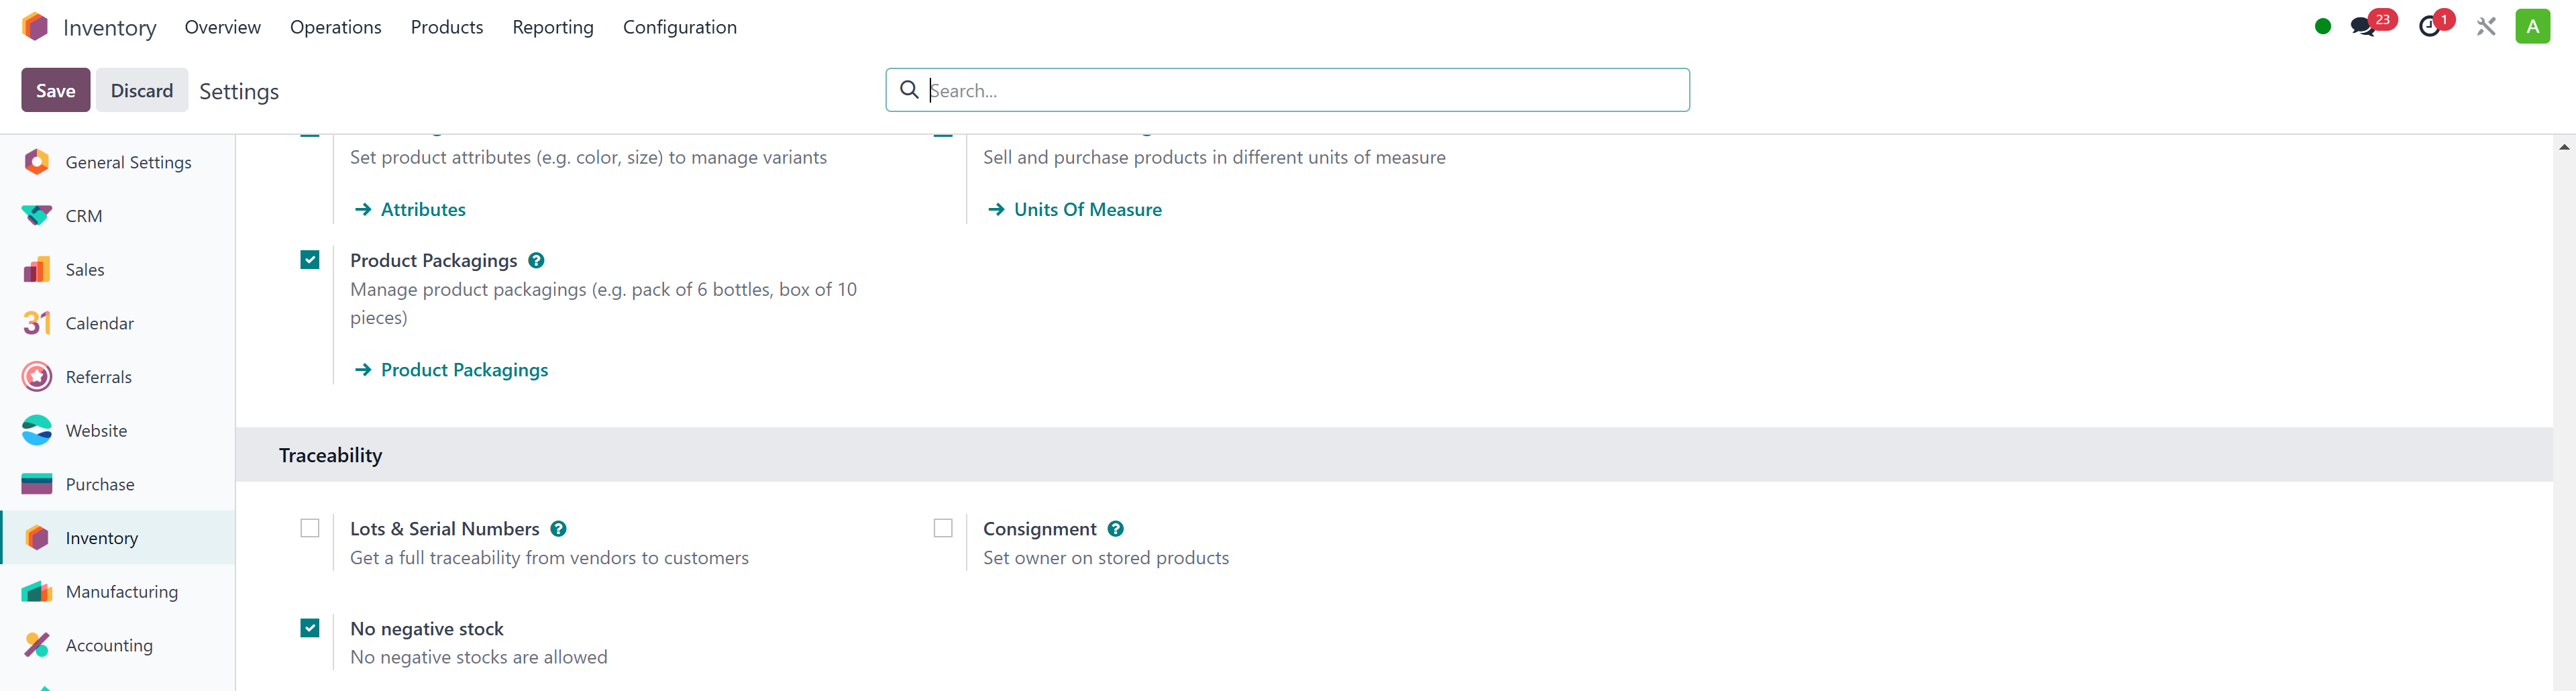 Inventory Overview Operations Products Reporting Configuration 23 1 A
Save Discard Settings Search...
General Settings
CRM
Sales
31 Calendar
Referrals
Website
Purchase
Inventory
Manufacturing
Accounting
Set product attributes (e.g. color, size) to manage variants
Attributes
Sell and purchase products in different units of measure
Units Of Measure
Product Packagings ?
Manage product packagings (e.g. pack of 6 bottles, box of 10
pieces)
Product Packagings
Traceability
Lots & Serial Numbers ?
Get a full traceability from vendors to customers
Consignment ?
Set owner on stored products
No negative stock
No negative stocks are allowed